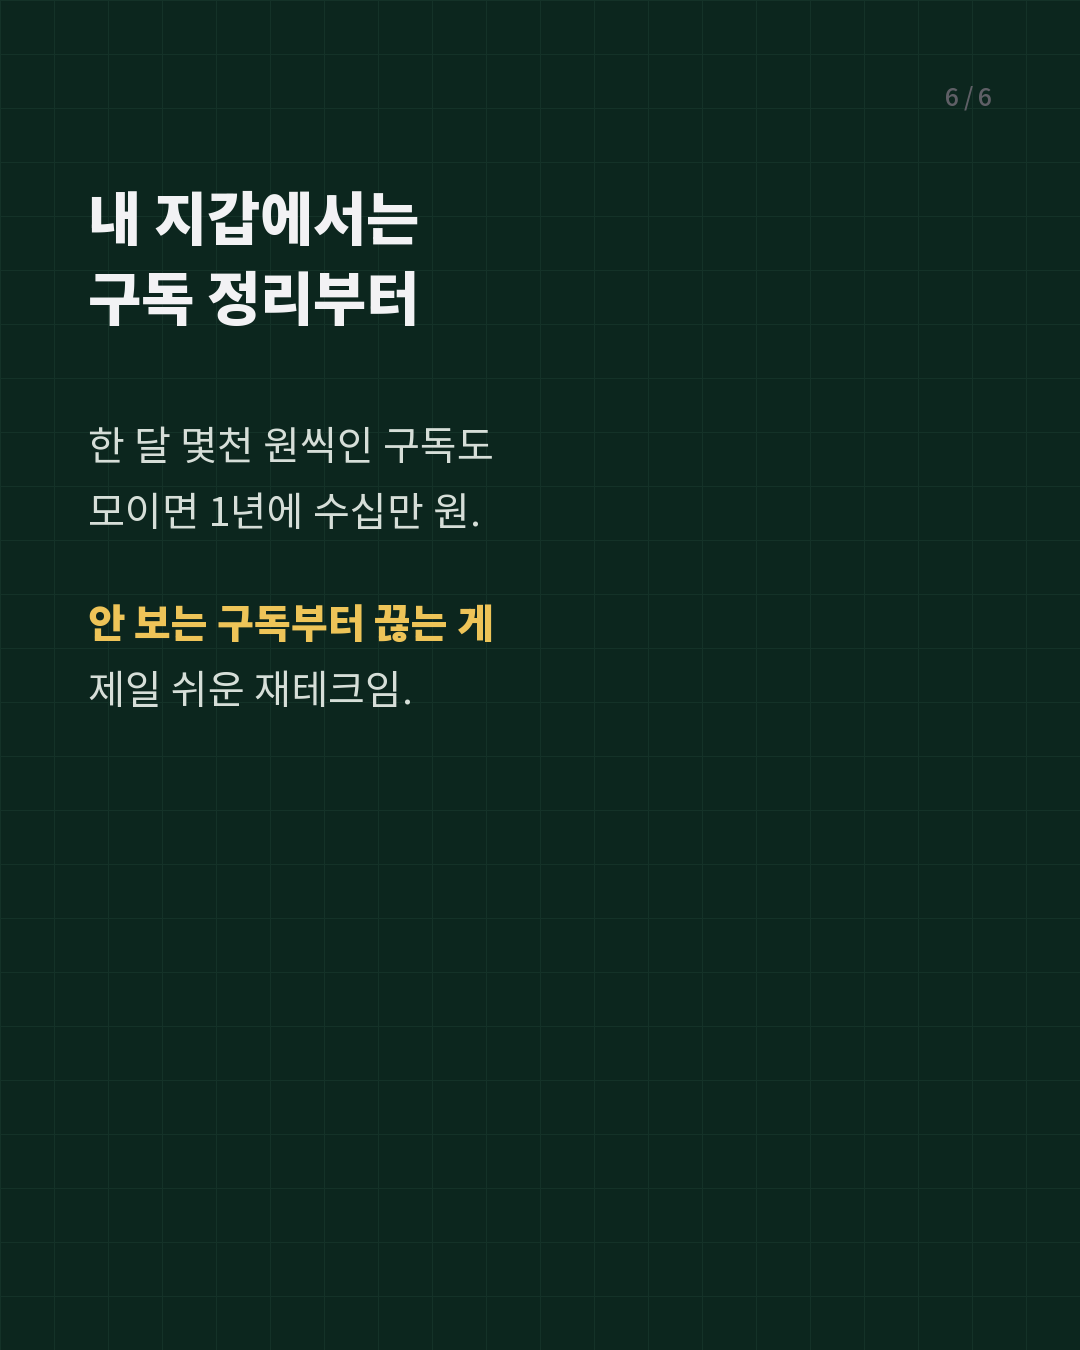 6 / 6
내 지갑에서는
구독 정리부터
한 달 몇천 원씩인 구독도
모이면 1년에 수십만 원.
안 보는 구독부터 끊는 게
제일 쉬운 재테크임.